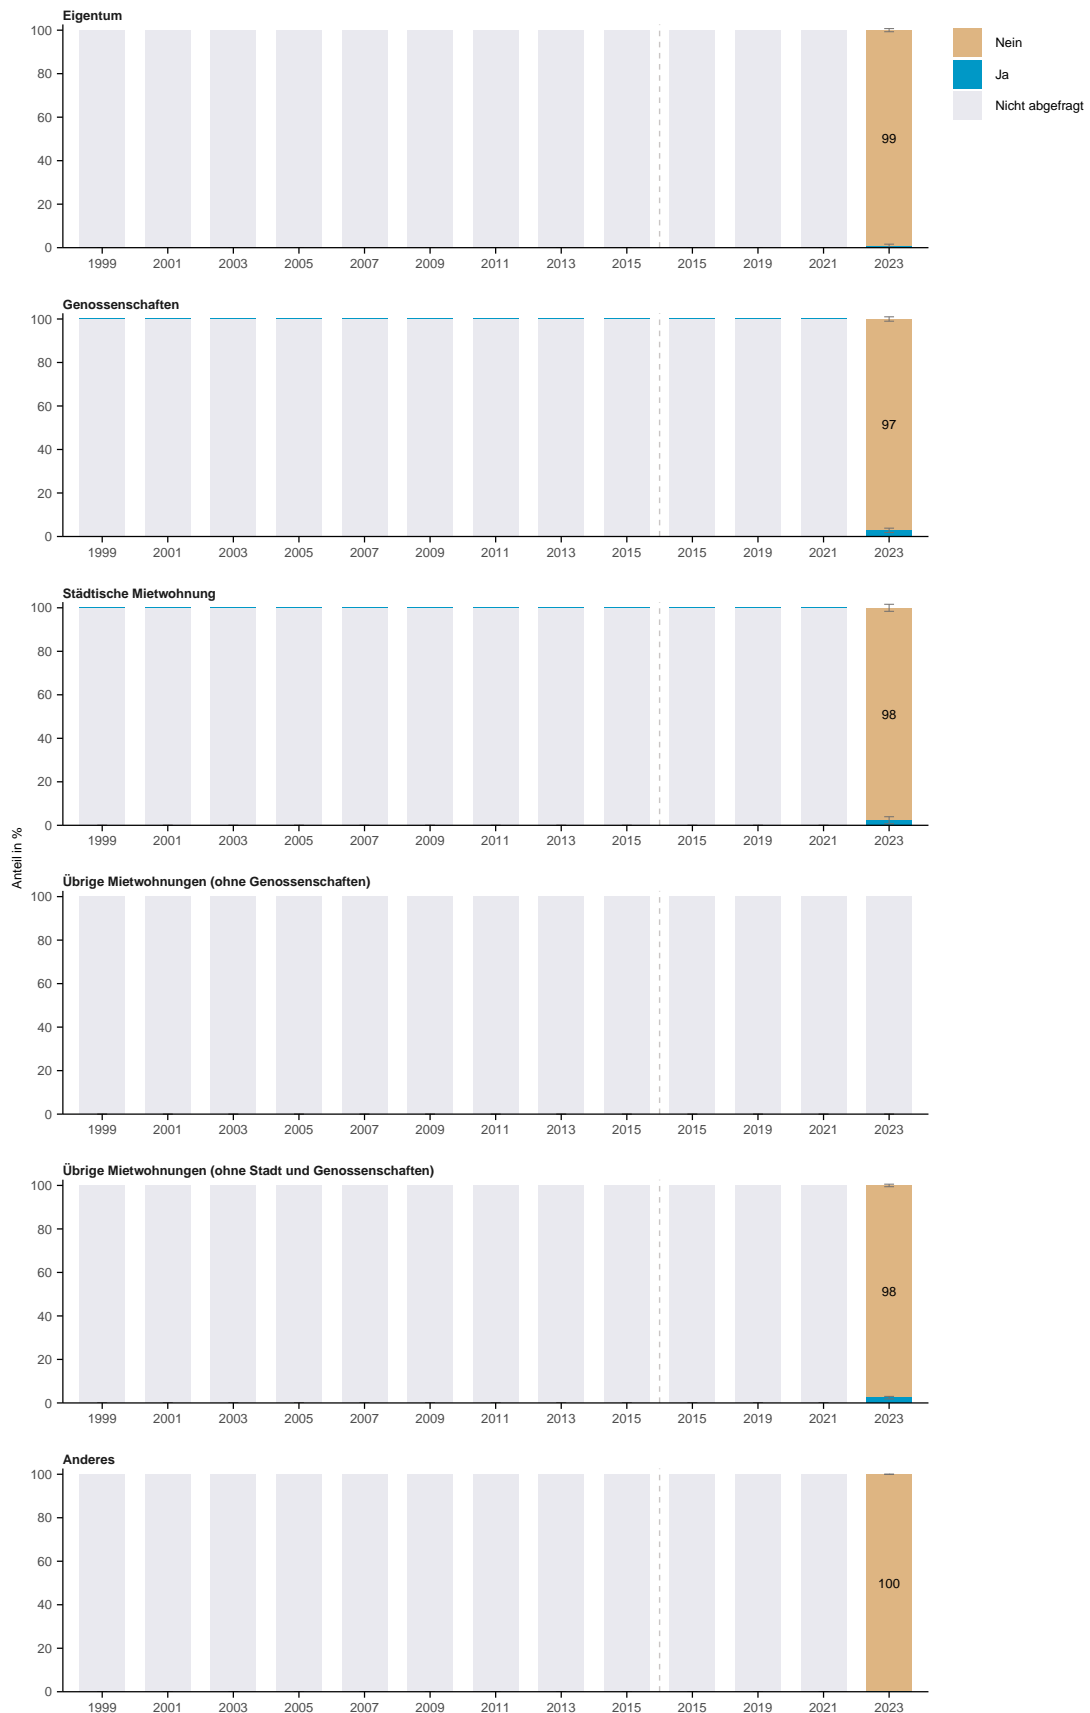 Eigentum
100
80
60
40
20
0
99
1999 2001 2003 2005 2007 2009 2011 2013 2015 2015 2019 2021 2023
Nein
Ja
Nicht abgefragt
Genossenschaften
100
80
60
40
20
0
97
1999 2001 2003 2005 2007 2009 2011 2013 2015 2015 2019 2021 2023
Städtische Mietwohnung
100
80
60
40
20
0
98
1999 2001 2003 2005 2007 2009 2011 2013 2015 2015 2019 2021 2023
Anteil in %
Übrige Mietwohnungen (ohne Genossenschaften)
100
80
60
40
20
0
1999 2001 2003 2005 2007 2009 2011 2013 2015 2015 2019 2021 2023
Übrige Mietwohnungen (ohne Stadt und Genossenschaften)
100
80
60
40
20
0
98
1999 2001 2003 2005 2007 2009 2011 2013 2015 2015 2019 2021 2023
Anderes
100
80
60
40
20
0
100
1999 2001 2003 2005 2007 2009 2011 2013 2015 2015 2019 2021 2023